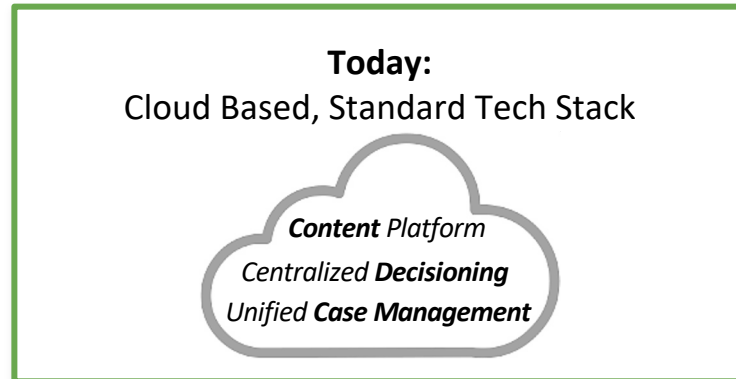 Today:
Cloud Based, Standard Tech Stack
Content Platform
Centralized Decisioning
Unified Case Management